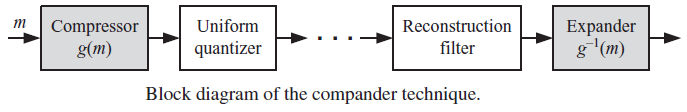 m
Compressor
g(m)
Uniform
quantizer
. . .
Reconstruction
filter
Expander
g⁻¹(m)
Block diagram of the compander technique.